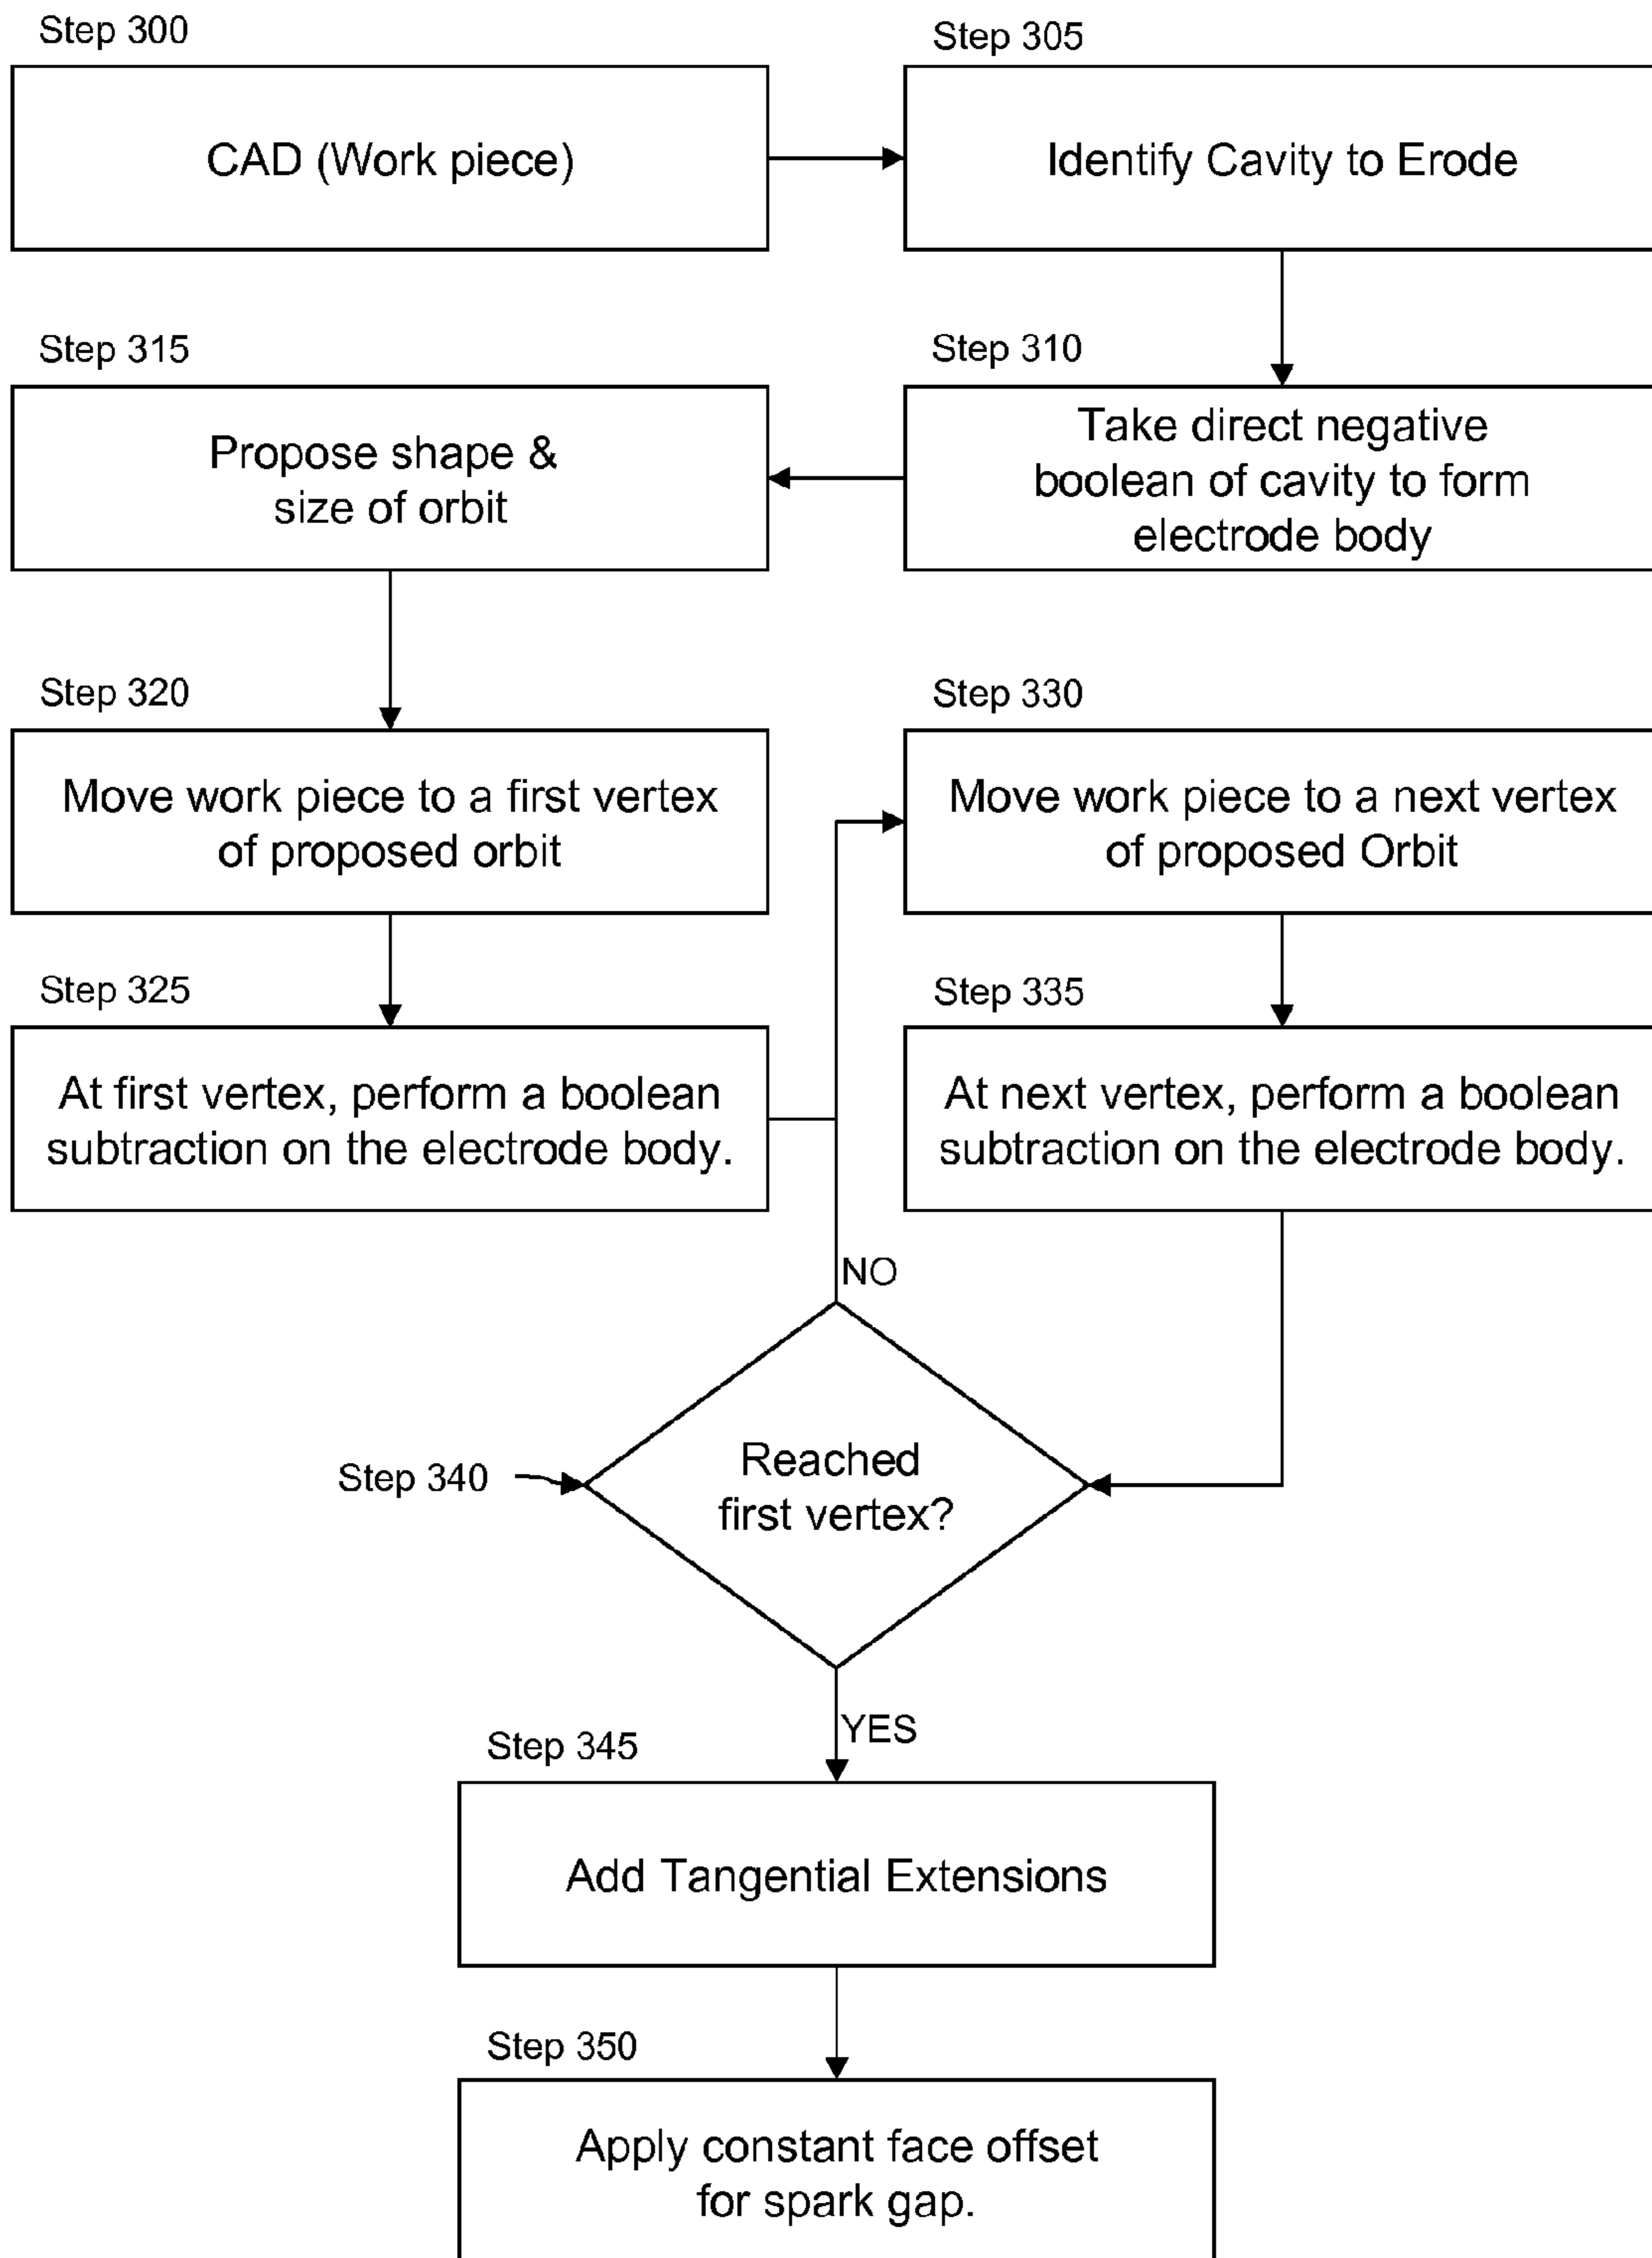 Step 300
CAD (Work piece)
Step 305
Identify Cavity to Erode
Step 310
Take direct negative
boolean of cavity to form
electrode body
Step 315
Propose shape &
size of orbit
Step 320
Move work piece to a first vertex
of proposed orbit
Step 325
At first vertex, perform a boolean
subtraction on the electrode body.
Step 330
Move work piece to a next vertex
of proposed Orbit
Step 335
At next vertex, perform a boolean
subtraction on the electrode body.
NO
Step 340
Reached
first vertex?
YES
Step 345
Add Tangential Extensions
Step 350
Apply constant face offset
for spark gap.